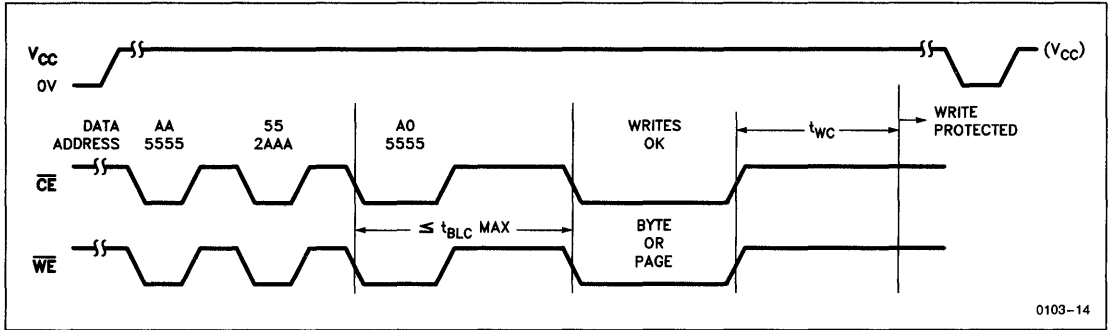 V_CC
0V
(V_CC)
DATA AA 55 A0 WRITES
ADDRESS 5555 2AAA 5555 OK
t_WC
WRITE
PROTECTED
CE
≤ t_BLC MAX
BYTE
OR
PAGE
WE
0103-14